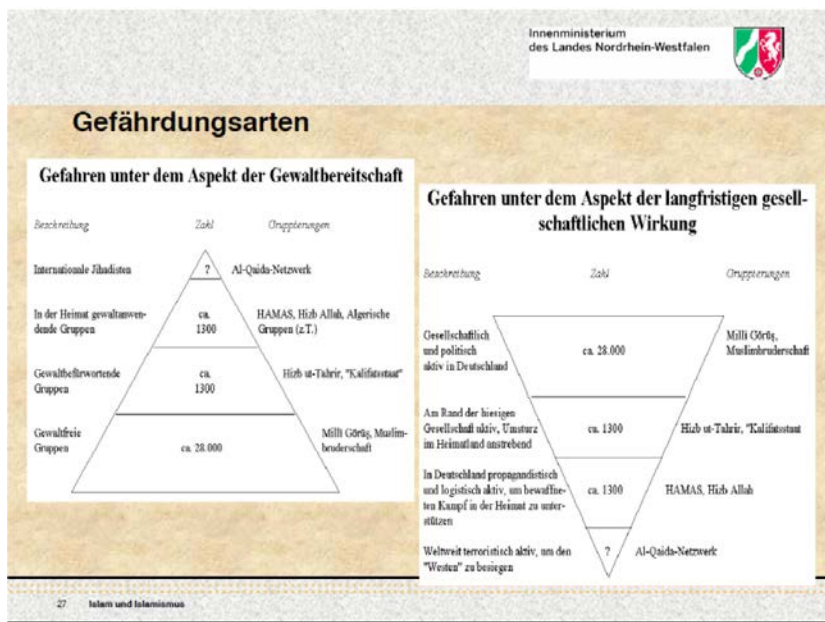 Innenministerium
des Landes Nordrhein-Westfalen
Gefährdungsarten
Gefahren unter dem Aspekt der Gewaltbereitschaft
Beschreibung Zahl Gruppierungen
Internationale Jihadisten ? Al-Qaida-Netzwerk
In der Heimat gewaltanwen-
dende Gruppen
ca.
1300
HAMAS, Hizb Allah, Algerische
Gruppen (z.T.)
Gewaltbefürwortende
Gruppen
ca.
1300
Hizb ut-Tahrir, "Kalifatsstaat"
Gewaltfreie
Gruppen
ca. 28.000
Milli Görüş, Muslim-
bruderschaft
Gefahren unter dem Aspekt der langfristigen gesell-
schaftlichen Wirkung
Beschreibung Zahl Gruppierungen
Gesellschaftlich
und politisch
aktiv in Deutschland
ca. 28.000
Milli Görüş,
Muslimbruderschaft
Am Rand der hiesigen
Gesellschaft aktiv, Umsturz
im Heimatland anstrebend
ca. 1300
Hizb ut-Tahrir, "Kalifatsstaat
In Deutschland propagandistisch
und logistisch aktiv, um bewaffne-
ten Kampf in der Heimat zu unter-
stützen
ca. 1300
HAMAS, Hizb Allah
Weltweit terroristisch aktiv, um den
"Westen" zu besiegen
? Al-Qaida-Netzwerk
27 Islam und Islamismus